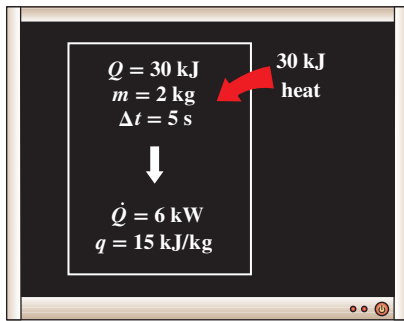 Q = 30 kJ
m = 2 kg
Δt = 5 s
30 kJ
heat
Q̇ = 6 kW
q = 15 kJ/kg